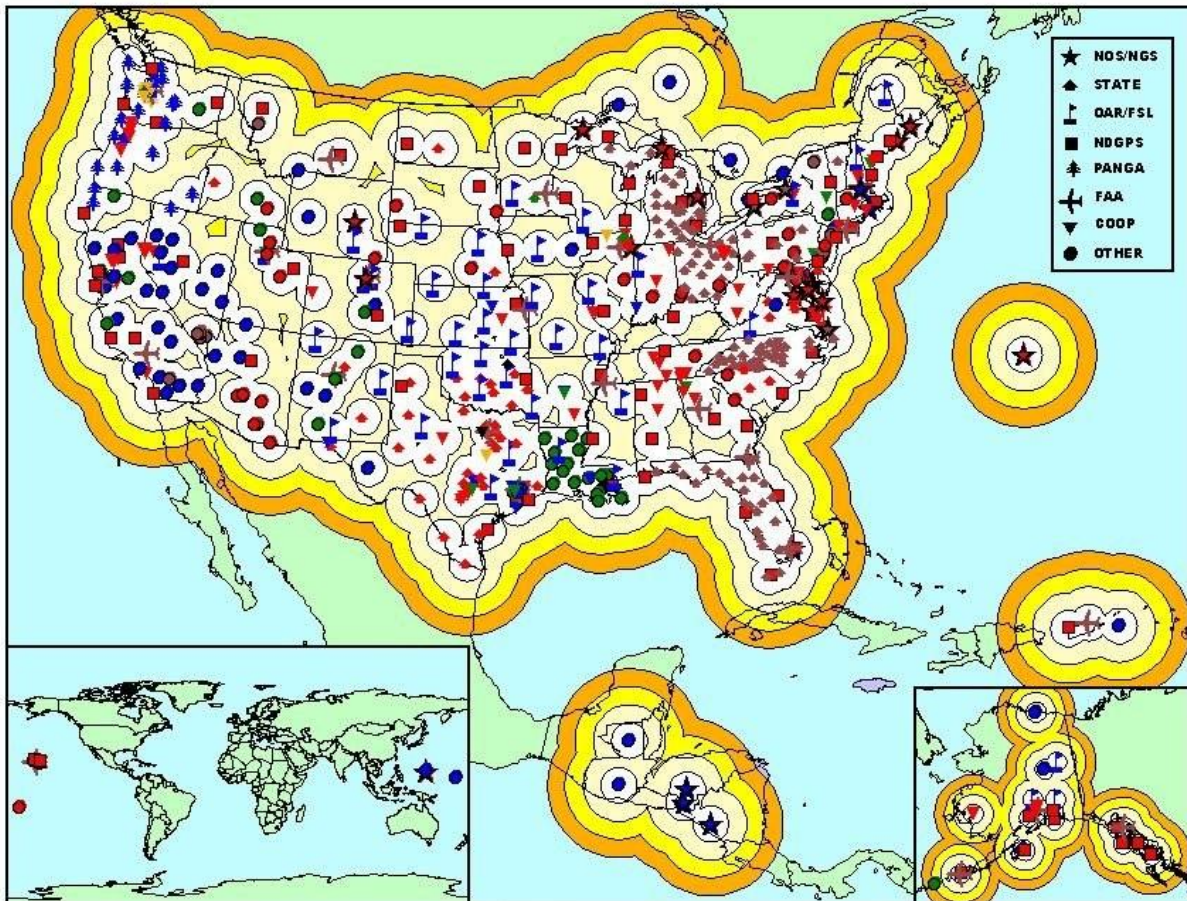 NOS/NGS
STATE
OAR/FSL
NDGPS
PANGA
FAA
COOP
OTHER